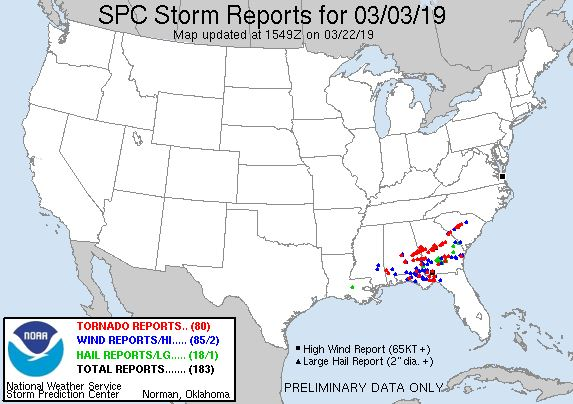 SPC Storm Reports for 03/03/19
Map updated at 1549Z on 03/22/19
NOAA
TORNADO REPORTS.. (80)
WIND REPORTS/HI..... (85/2)
HAIL REPORTS/LG..... (18/1)
TOTAL REPORTS....... (183)
National Weather Service
Storm Prediction Center Norman, Oklahoma
High Wind Report (65KT +)
Large Hail Report (2" dia. +)
PRELIMINARY DATA ONLY